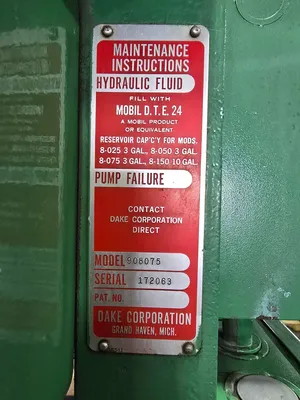 MAINTENANCE
INSTRUCTIONS
HYDRAULIC FLUID
FILL WITH
MOBIL D.T.E. 24
A MOBIL PRODUCT
OR EQUIVALENT
RESERVOIR CAP'C'Y FOR MODS.
8-025 3 GAL., 8-050 3 GAL.
8-075 3 GAL., 8-150 10 GAL.
PUMP FAILURE
CONTACT
DAKE CORPORATION
DIRECT
MODEL 908075
SERIAL 172063
PAT. NO.
DAKE CORPORATION
GRAND HAVEN, MICH.